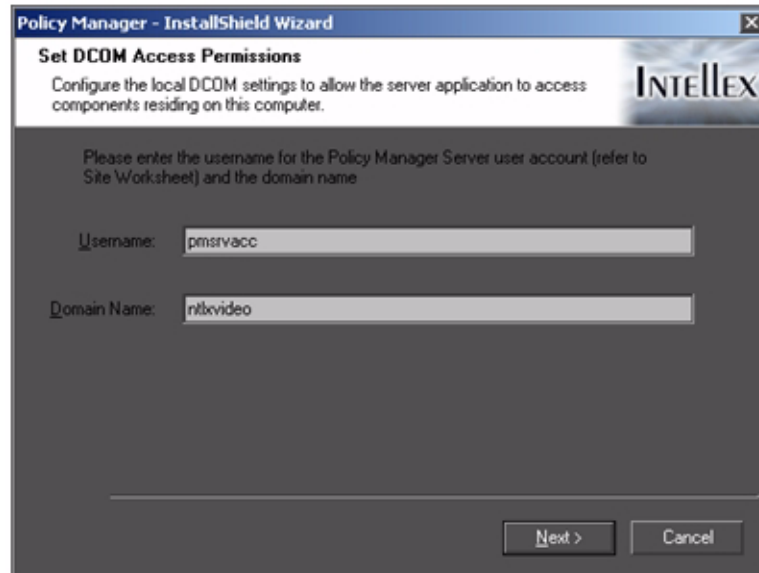 Policy Manager - InstallShield Wizard
Set DCOM Access Permissions
Configure the local DCOM settings to allow the server application to access
components residing on this computer.
INTELLEX
Please enter the username for the Policy Manager Server user account (refer to
Site Worksheet) and the domain name
Username:
pmsrvacc
Domain Name:
ntlxvideo
Next >
Cancel